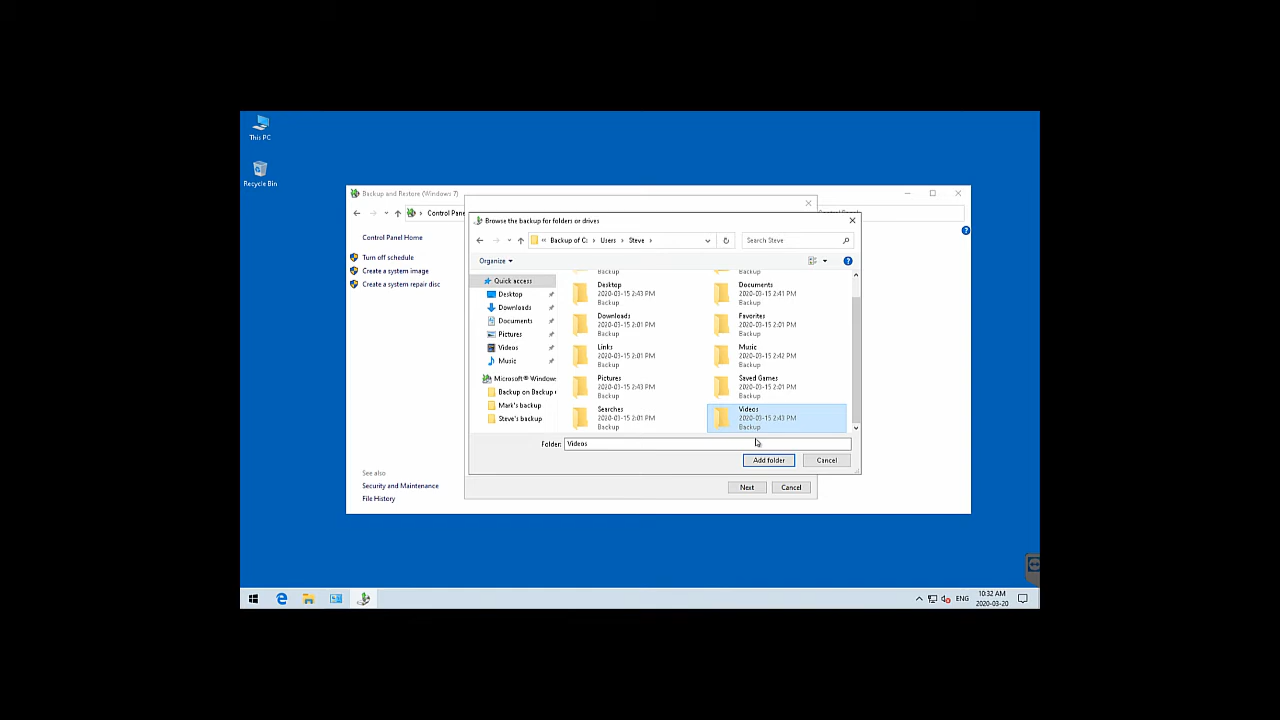 This PC
Recycle Bin
Backup and Restore (Windows 7)
Control Pane
Control Panel Home
Turn off schedule
Create a system image
Create a system repair disc
See also
Security and Maintenance
File History
Browse the backup for folders or drives
« Backup of C: › Users › Steve ›
Search Steve
Organize
Quick access
Desktop
Downloads
Documents
Pictures
Videos
Music
Microsoft® Window
Backup on Backup
Mark's backup
Steve's backup
Backup
Backup
Desktop
2020-03-15 2:43 PM
Backup
Documents
2020-03-15 2:41 PM
Backup
Downloads
2020-03-15 2:01 PM
Backup
Favorites
2020-03-15 2:01 PM
Backup
Links
2020-03-15 2:01 PM
Backup
Music
2020-03-15 2:42 PM
Backup
Pictures
2020-03-15 2:43 PM
Backup
Saved Games
2020-03-15 2:01 PM
Backup
Searches
2020-03-15 2:01 PM
Backup
Videos
2020-03-15 2:43 PM
Backup
Folder: Videos
Add folder
Cancel
Next
Cancel
ENG
10:32 AM
2020-03-20